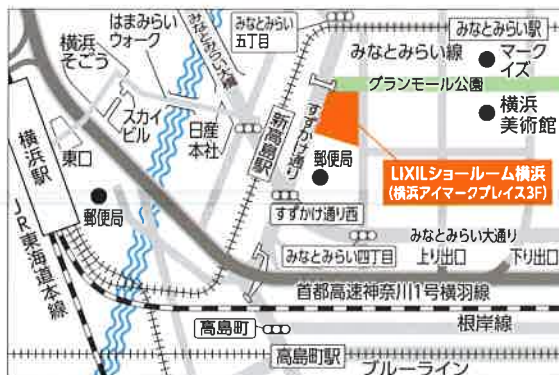 はまみらい
ウォーク
横浜
そごう
みなとみらい大橋
みなとみらい
五丁目
みなとみらい駅
みなとみらい線
マーク
イズ
グランモール公園
横浜
美術館
スカイ
ビル
日産
本社
新高島駅
すずかけ通り
横浜駅
東口
郵便局
郵便局
LIXILショールーム横浜
(横浜アイマークプレイス3F)
すずかけ通り西
みなとみらい大通り
みなとみらい四丁目
上り出口
下り出口
JR東海道本線
首都高速神奈川1号横羽線
高島町
根岸線
高島町駅
ブルーライン